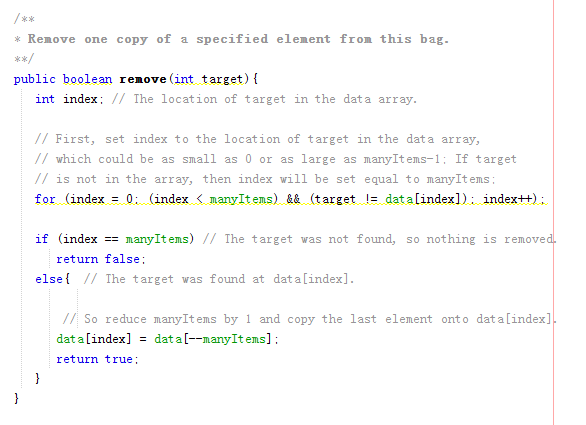 /**
* Remove one copy of a specified element from this bag.
**/
public boolean remove(int target){
int index; // The location of target in the data array.
// First, set index to the location of target in the data array,
// which could be as small as 0 or as large as manyItems-1; If target
// is not in the array, then index will be set equal to manyItems;
for (index = 0; (index < manyItems) && (target != data[index]); index++);
if (index == manyItems) // The target was not found, so nothing is removed.
return false;
else{ // The target was found at data[index].
// So reduce manyItems by 1 and copy the last element onto data[index].
data[index] = data[--manyItems];
return true;
}
}